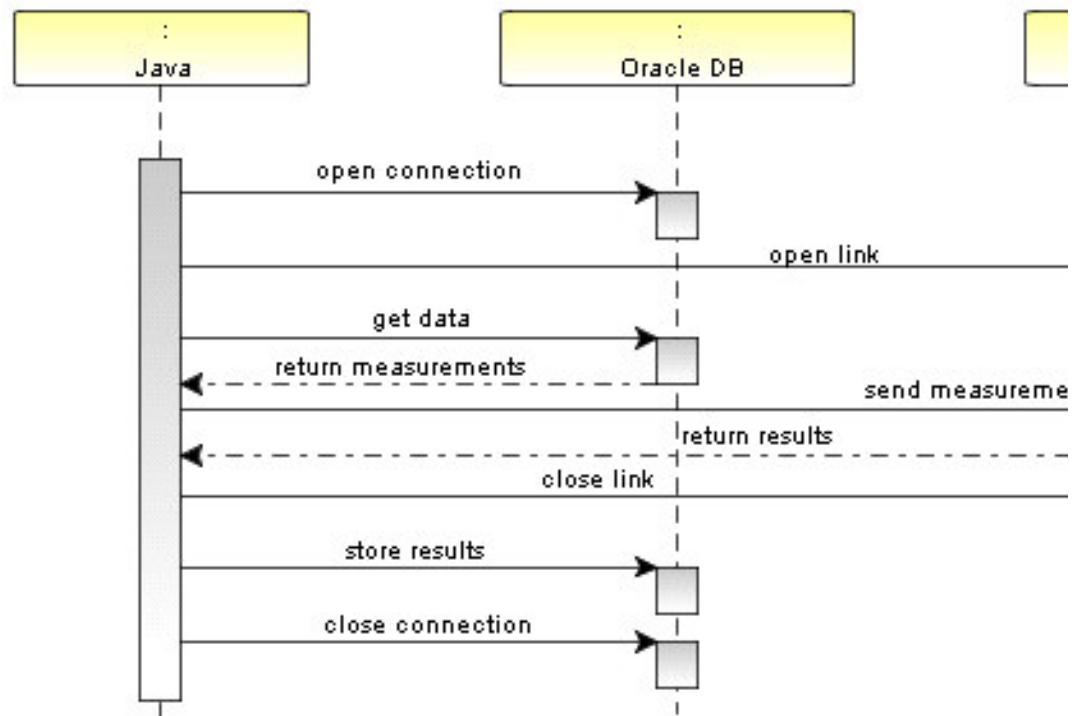 :
Java
:
Oracle DB
open connection
open link
get data
return measurements
send
return results
close link
store results
close connection